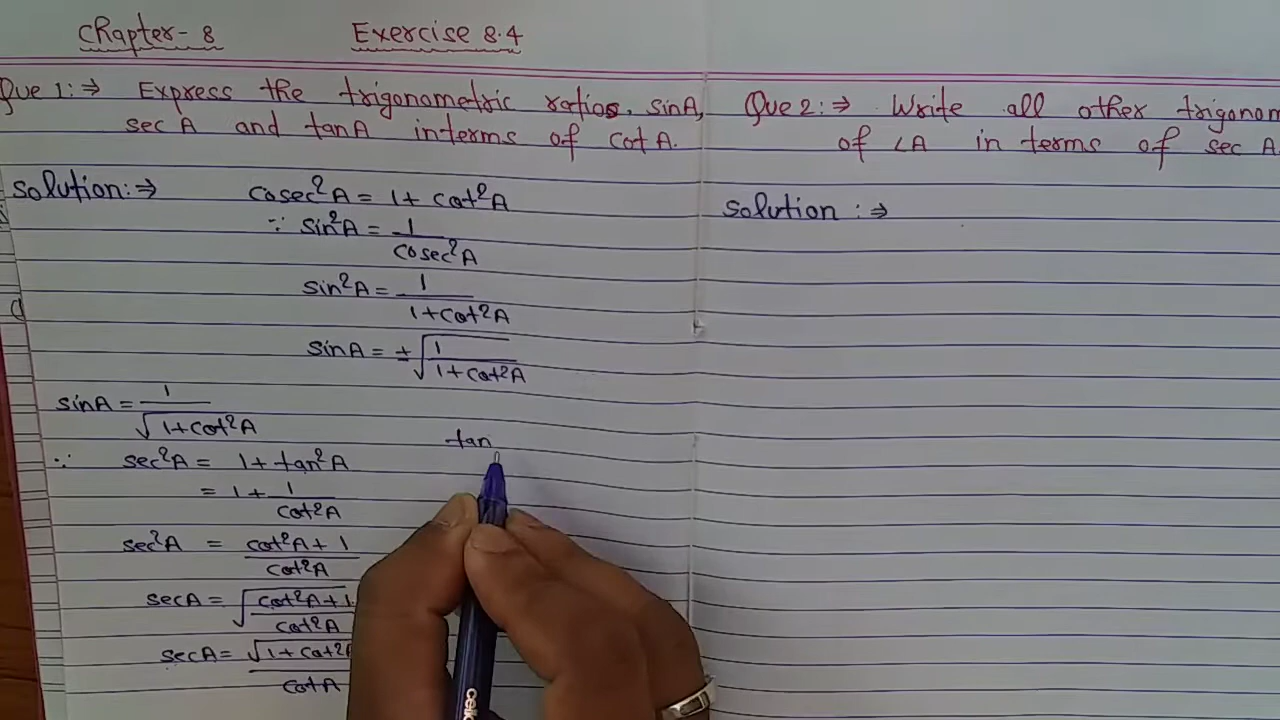 Chapter- 8 Exercise 8.4
Que 1:⇒ Express the trigonometric ratios, sinA,
sec A and tanA interms of cot A.
Solution:⇒ cosec²A = 1 + cot²A
∵ sin²A = 1/cosec²A
sin²A = 1/1+cot²A
sinA = ±√1/1+cot²A
sinA = 1/√1+cot²A
∵ sec²A = 1 + tan²A
= 1 + 1/cot²A
sec²A = cot²A + 1/cot²A
secA = √cot²A+1/cot²A
secA = √1+cot²A/cotA
tan
Que 2:⇒ Write all other trigonom
of ∠A in terms of sec A.
Solution :⇒
cello